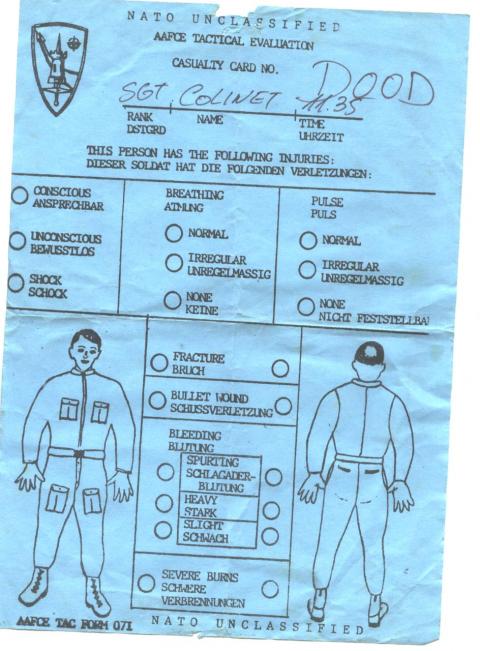 NATO UNCLASSIFIED
AAFCE TACTICAL EVALUATION
CASUALTY CARD NO. DOOD
SGT COLINET 11.35
RANK NAME TIME
DSTGRD UHRZEIT
THIS PERSON HAS THE FOLLOWING INJURIES:
DIESER SOLDAT HAT DIE FOLGENDEN VERLETZUNGEN:
CONSCIOUS
ANSPRECHBAR
UNCONSCIOUS
BEWUSSTLOS
SHOCK
SCHOCK
BREATHING
ATMUNG
NORMAL
IRREGULAR
UNREGELMASSIG
NONE
KEINE
PULSE
PULS
NORMAL
IRREGULAR
UNREGELMASSIG
NONE
NICHT FESTSTELLBA
FRACTURE
BRUCH
BULLET WOUND
SCHUSSVERLETZUNG
BLEEDING
BLUTUNG
SPURTING
SCHLAGADER-
BLUTUNG
HEAVY
STARK
SLIGHT
SCHWACH
SEVERE BURNS
SCHWERE
VERBRENNUNGEN
AAFCE TAC FORM 071
NATO UNCLASSIFIED